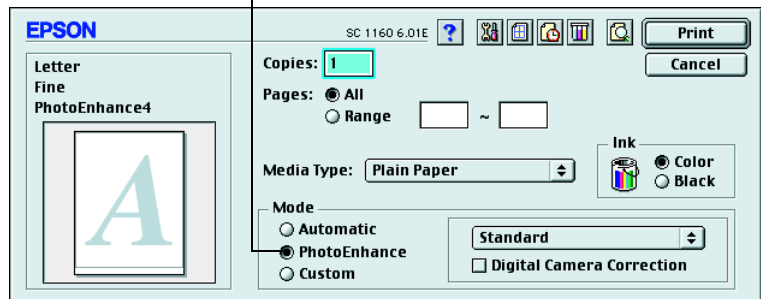 EPSON
SC 1160 6.01E
?
Print
Cancel
Letter
Fine
PhotoEnhance4
A
Copies: 1
Pages: All
Range
~
Media Type: Plain Paper
Ink
Color
Black
Mode
Automatic
PhotoEnhance
Custom
Standard
Digital Camera Correction